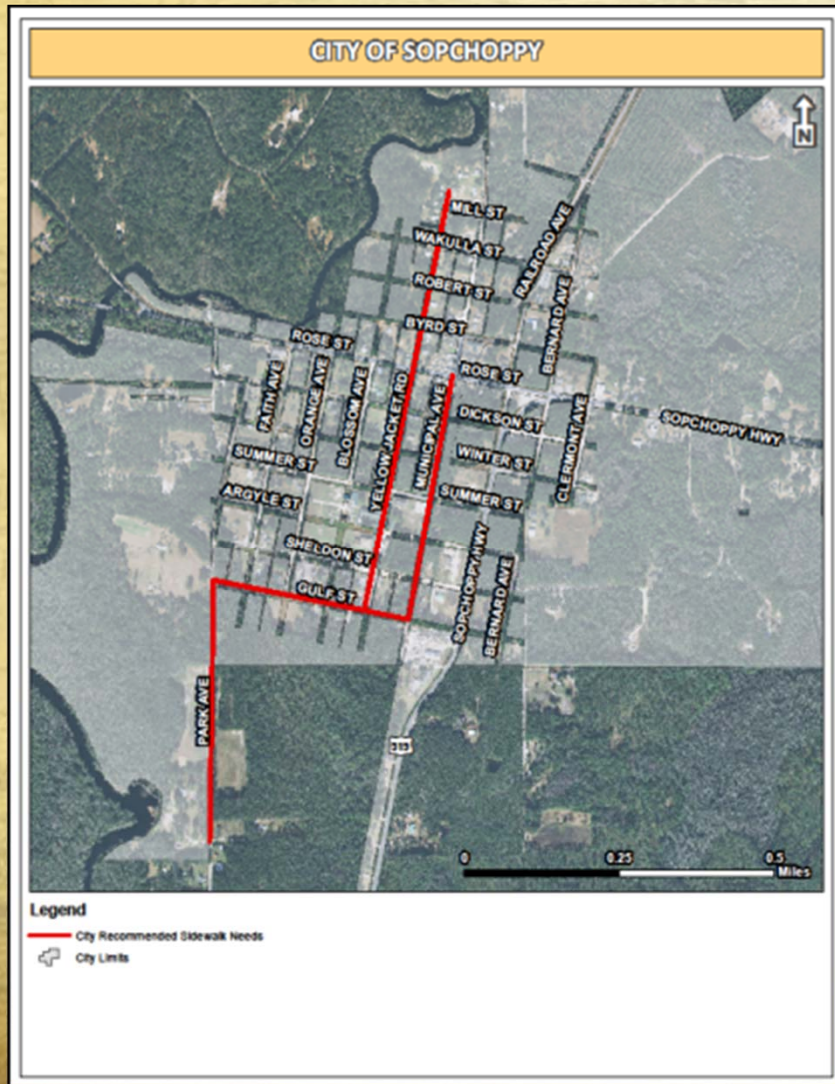 CITY OF SOPCHOPPY
N
MILL ST
WAKULLA ST
RAILROAD AVE
ROBERT ST
BYRD ST
BERNARD AVE
ROSE ST
ROSE ST
FAITH AVE
ORANGE AVE
BLOSSOM AVE
YELLOW JACKET RD
MUNICIPAL AVE
DICKSON ST
CLERMONT AVE
SOPCHOPPY HWY
SUMMER ST
WINTER ST
ARGYLE ST
SUMMER ST
SHELDON ST
SOPCHOPPY HWY
BERNARD AVE
GULF ST
PARK AVE
319
0 0.25 0.5
Miles
Legend
City Recommended Sidewalk Needs
City Limits